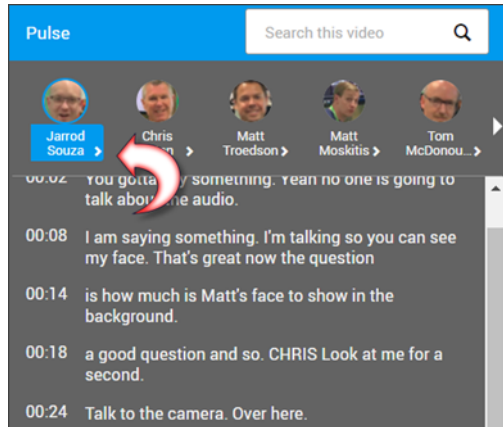 Pulse
Search this video
Jarrod
Souza
Chris
Matt
Troedson
Matt
Moskitis
Tom
McDonou...
00:02 You gotta something. Yeah no one is going to
talk about the audio.
00:08 I am saying something. I'm talking so you can see
my face. That's great now the question
00:14 is how much is Matt's face to show in the
background.
00:18 a good question and so. CHRIS Look at me for a
second.
00:24 Talk to the camera. Over here.